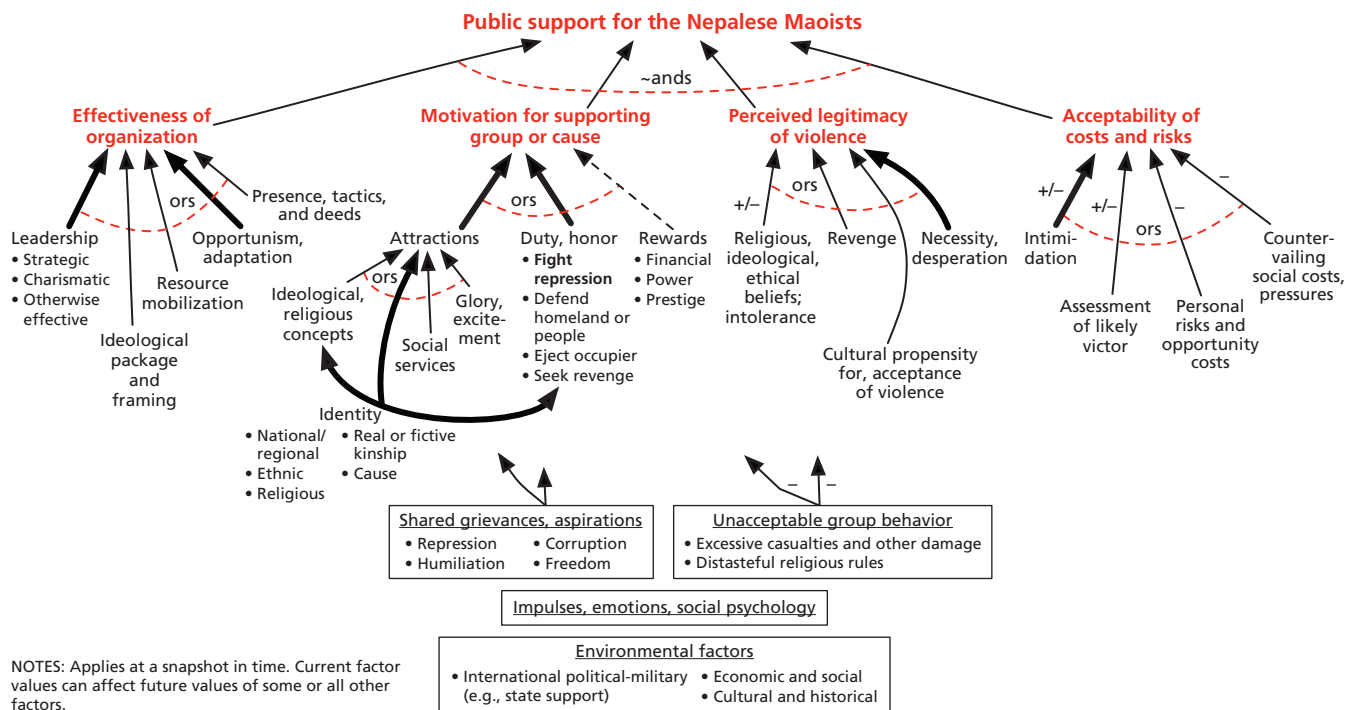 Public support for the Nepalese Maoists
~ands
Effectiveness of
organization
Motivation for supporting
group or cause
Perceived legitimacy
of violence
Acceptability of
costs and risks
ors
Leadership
• Strategic
• Charismatic
• Otherwise
effective
Ideological
package
and
framing
Resource
mobilization
Opportunism,
adaptation
Presence, tactics,
and deeds
ors
Attractions
ors
Ideological,
religious
concepts
Social
services
Glory,
excite-
ment
Duty, honor
• Fight
repression
• Defend
homeland or
people
• Eject occupier
• Seek revenge
Rewards
• Financial
• Power
• Prestige
Identity
• National/
regional
• Ethnic
• Religious
• Real or fictive
kinship
• Cause
+/–
ors
Religious,
ideological,
ethical
beliefs;
intolerance
Revenge
Cultural propensity
for, acceptance
of violence
Necessity,
desperation
+/–
+/–
–
–
ors
Intimi-
dation
Assessment
of likely
victor
Personal
risks and
opportunity
costs
Counter-
vailing
social costs,
pressures
Shared grievances, aspirations
• Repression
• Humiliation
• Corruption
• Freedom
–
–
Unacceptable group behavior
• Excessive casualties and other damage
• Distasteful religious rules
Impulses, emotions, social psychology
Environmental factors
• International political-military
(e.g., state support)
• Economic and social
• Cultural and historical
NOTES: Applies at a snapshot in time. Current factor
values can affect future values of some or all other
factors.